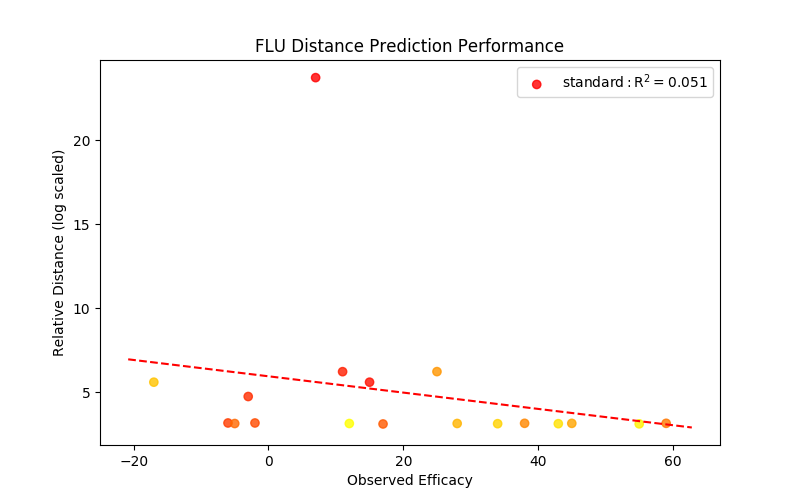 FLU Distance Prediction Performance
standard : R² = 0.051
Relative Distance (log scaled)
20
15
10
5
−20 0 20 40 60
Observed Efficacy